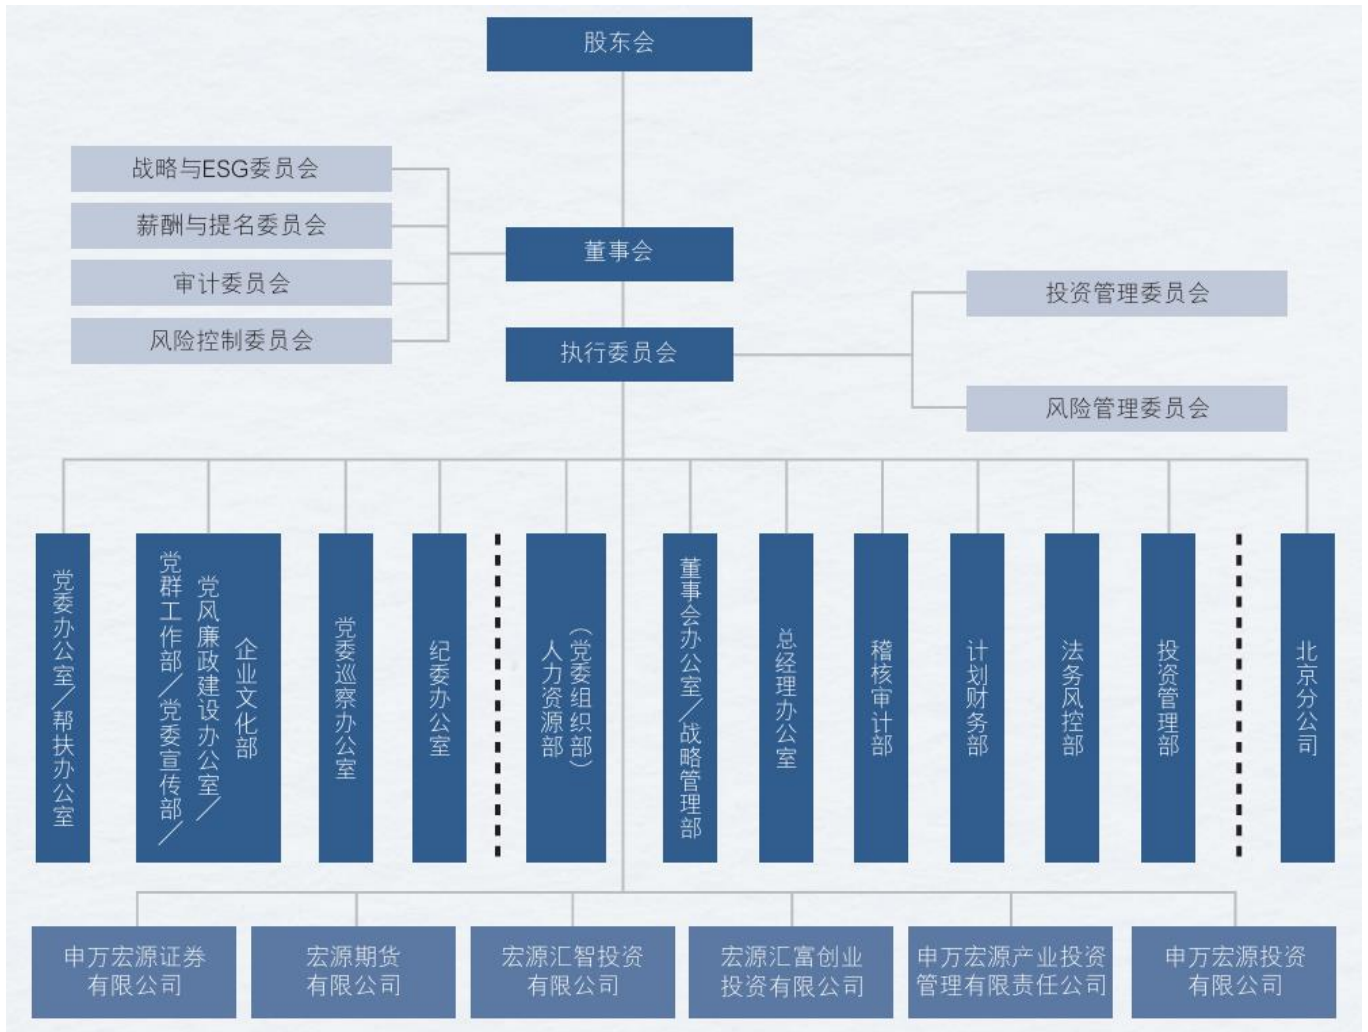 股东会
战略与ESG委员会
薪酬与提名委员会
审计委员会
风险控制委员会
董事会
执行委员会
投资管理委员会
风险管理委员会
党委办公室／帮扶办公室
党群工作部／党委宣传部／
党风廉政建设办公室／
企业文化部
党委巡察办公室
纪委办公室
人力资源部
（党委组织部）
董事会办公室／战略管理部
总经理办公室
稽核审计部
计划财务部
法务风控部
投资管理部
北京分公司
申万宏源证券
有限公司
宏源期货
有限公司
宏源汇智投资
有限公司
宏源汇富创业
投资有限公司
申万宏源产业投资
管理有限责任公司
申万宏源投资
有限公司